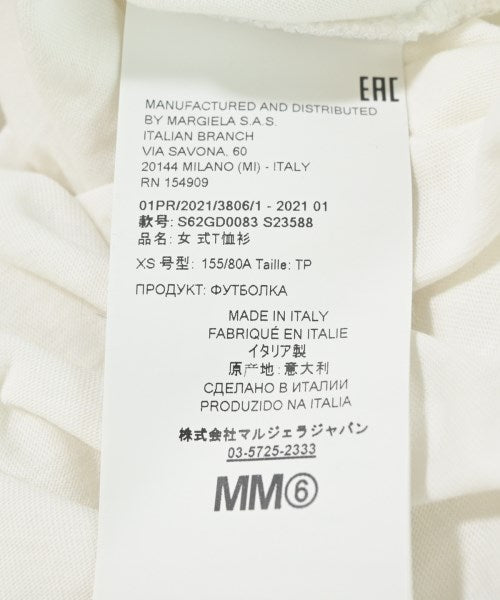 EAC
MANUFACTURED AND DISTRIBUTED
BY MARGIELA S.A.S.
ITALIAN BRANCH
VIA SAVONA, 60
20144 MILANO (MI) - ITALY
RN 154909
01PR/2021/3806/1 - 2021 01
款号: S62GD0083 S23588
品名: 女 式T恤衫
XS 号型: 155/80A Taille: TP
ПРОДУКТ: ФУТБОЛКА
MADE IN ITALY
FABRIQUÉ EN ITALIE
イタリア製
原产地: 意大利
СДЕЛАНО В ИТАЛИИ
PRODUZIDO NA ITALIA
株式会社マルジェラジャパン
03-5725-2333
MM⑥